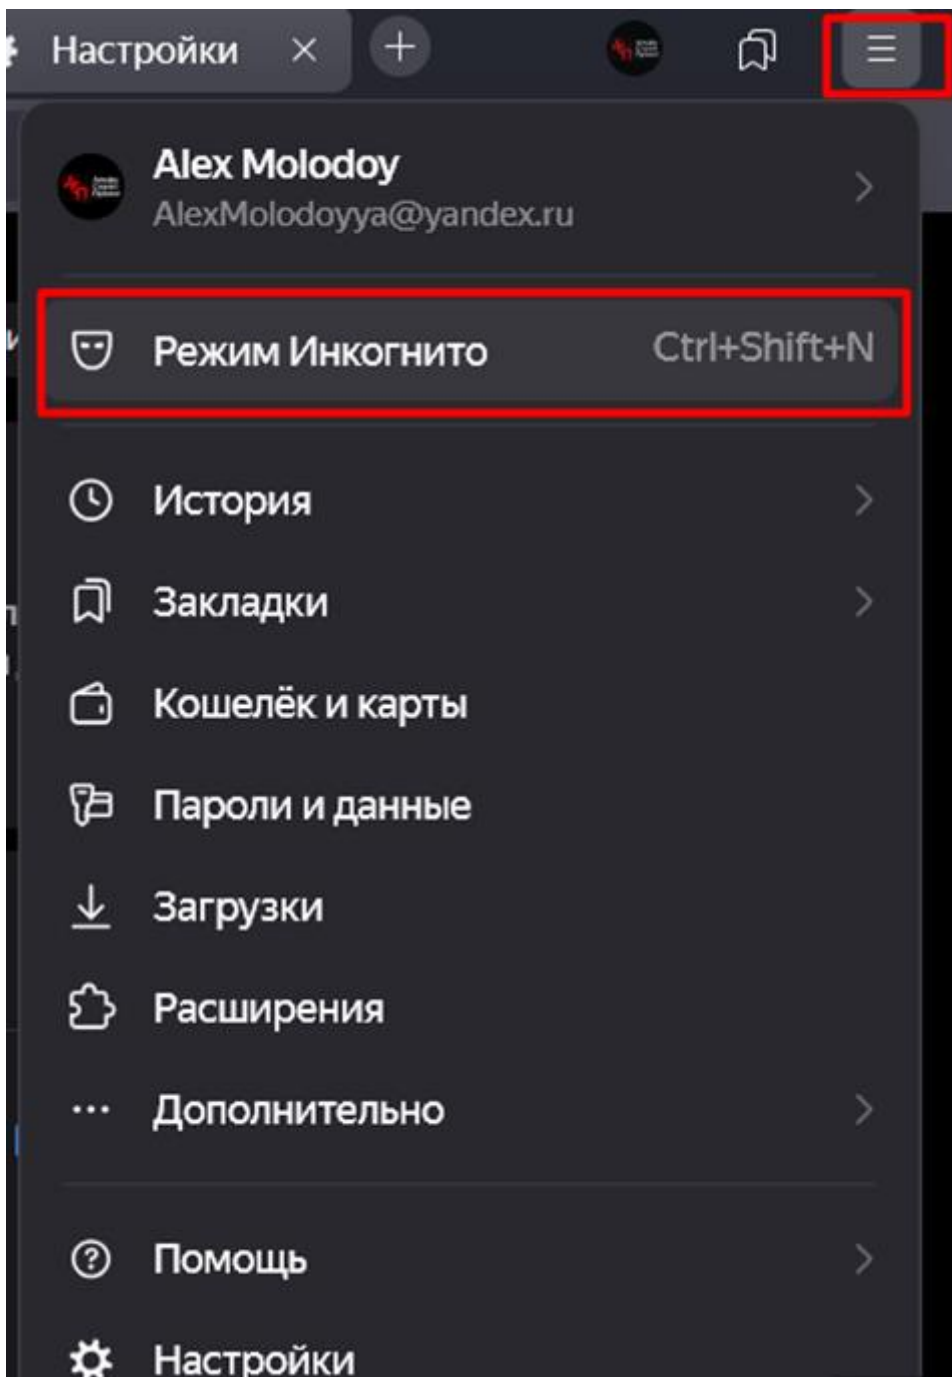 Настройки
Alex Molodoy
AlexMolodoyya@yandex.ru
Режим Инкогнито Ctrl+Shift+N
История
Закладки
Кошелёк и карты
Пароли и данные
Загрузки
Расширения
Дополнительно
Помощь
Настройки